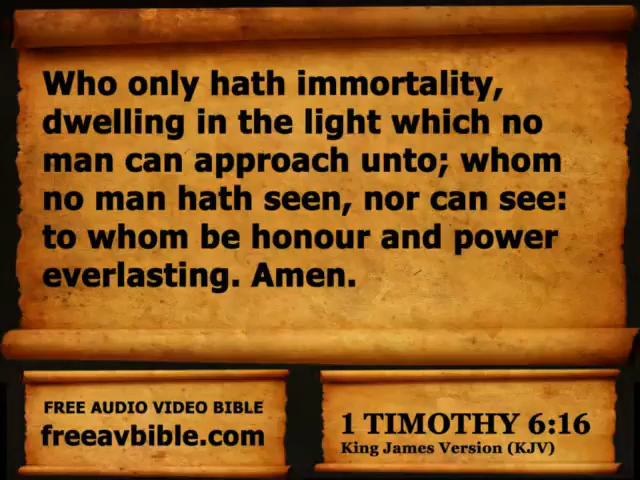 Who only hath immortality,
dwelling in the light which no
man can approach unto; whom
no man hath seen, nor can see:
to whom be honour and power
everlasting. Amen.
FREE AUDIO VIDEO BIBLE
freeavbible.com
1 TIMOTHY 6:16
King James Version (KJV)